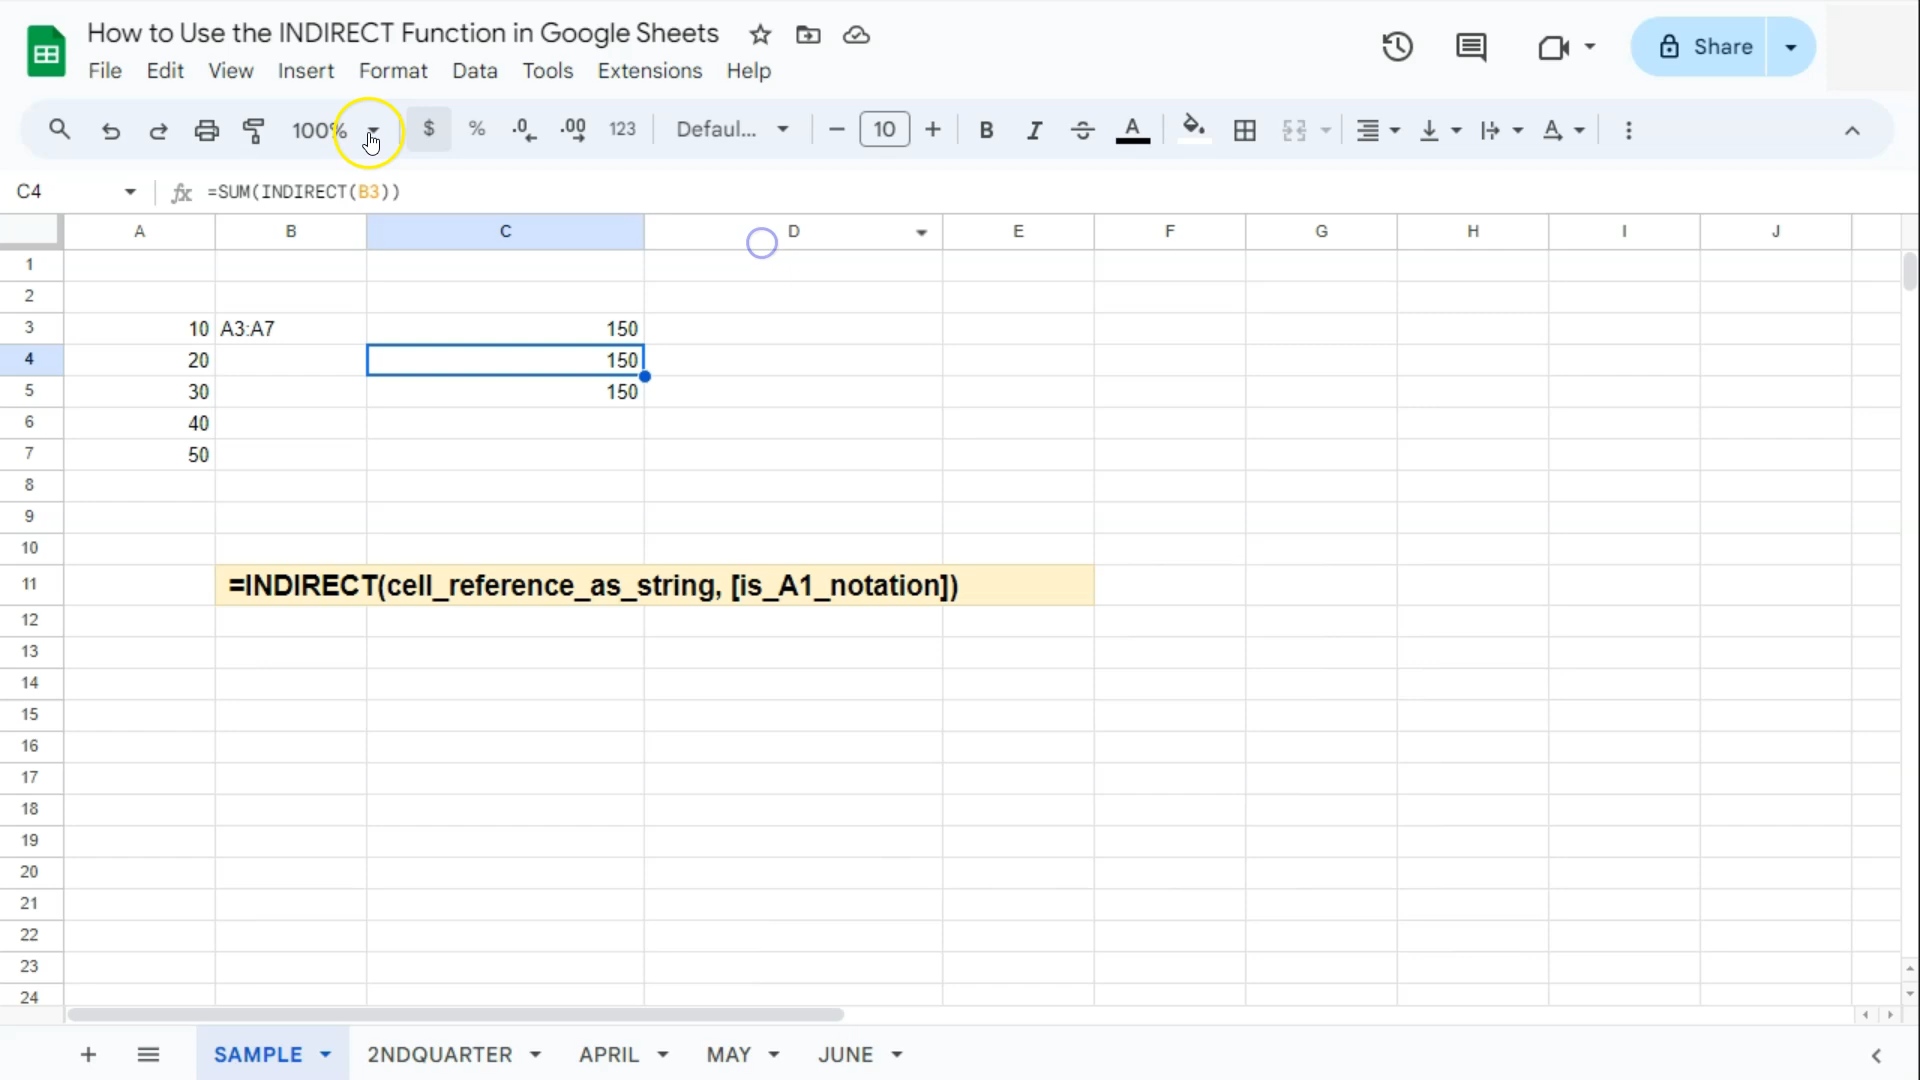 How to Use the INDIRECT Function in Google Sheets
File Edit View Insert Format Data Tools Extensions Help
Share
100% $ % .0 .00 123 Defaul... − 10 + B I S A A
C4 fx =SUM(INDIRECT(B3))
A B C D E F G H I J
1
2
3 10 A3:A7 150
4 20 150
5 30 150
6 40
7 50
8
9
10
11 =INDIRECT(cell_reference_as_string, [is_A1_notation])
12
13
14
15
16
17
18
19
20
21
22
23
24
+ SAMPLE 2NDQUARTER APRIL MAY JUNE